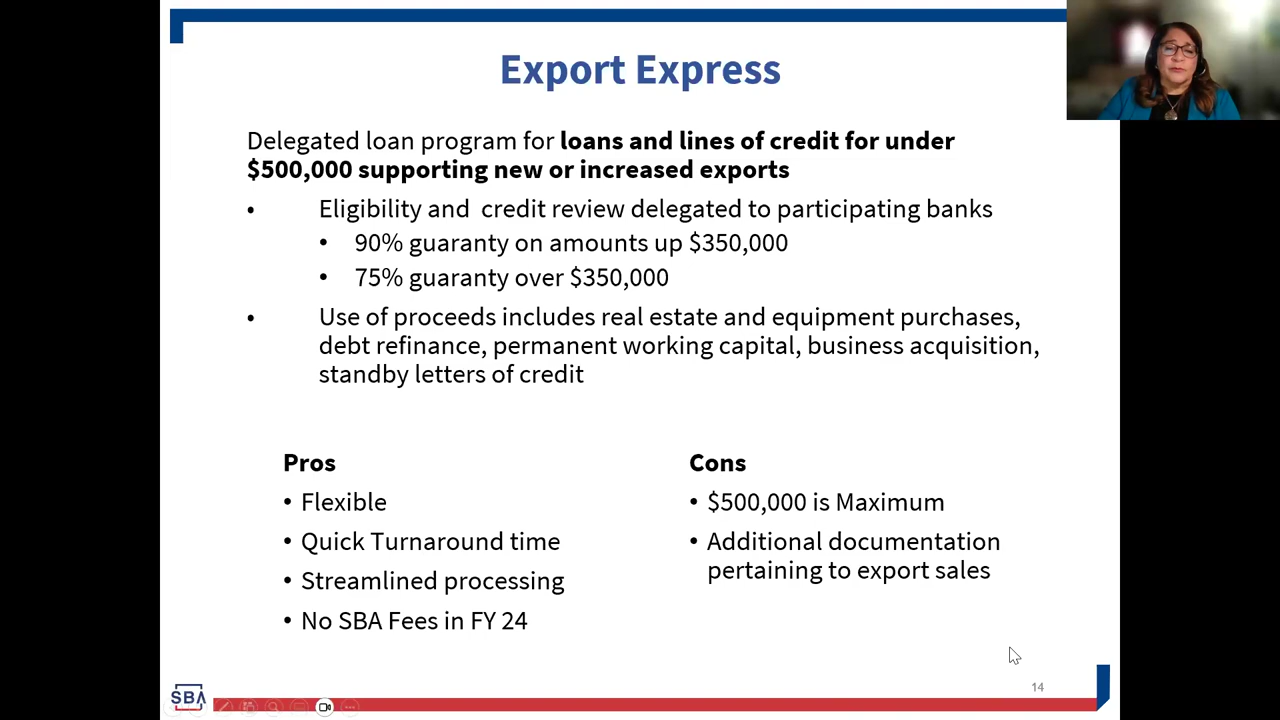 Export Express
Delegated loan program for loans and lines of credit for under
$500,000 supporting new or increased exports
• Eligibility and credit review delegated to participating banks
• 90% guaranty on amounts up $350,000
• 75% guaranty over $350,000
• Use of proceeds includes real estate and equipment purchases,
debt refinance, permanent working capital, business acquisition,
standby letters of credit
Pros
• Flexible
• Quick Turnaround time
• Streamlined processing
• No SBA Fees in FY 24
Cons
• $500,000 is Maximum
• Additional documentation
pertaining to export sales
14
SBA